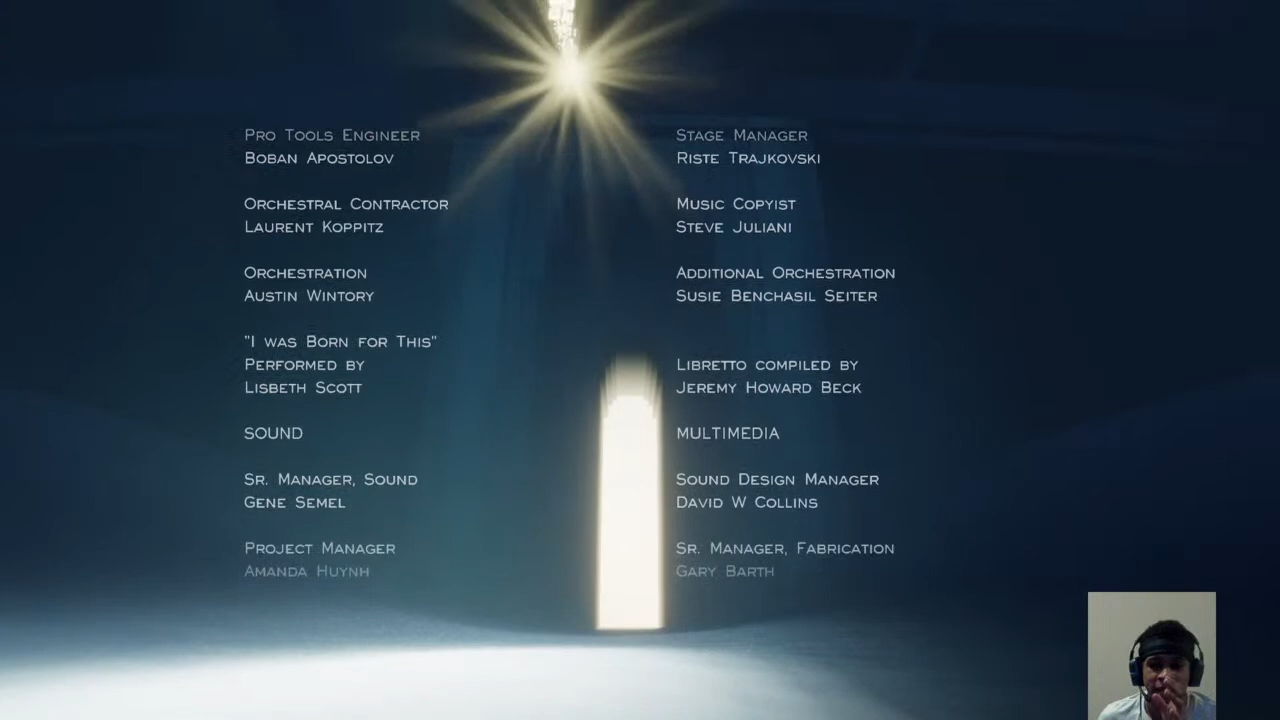 PRO TOOLS ENGINEER
BOBAN APOSTOLOV
ORCHESTRAL CONTRACTOR
LAURENT KOPPITZ
ORCHESTRATION
AUSTIN WINTORY
"I WAS BORN FOR THIS"
PERFORMED BY
LISBETH SCOTT
SOUND
SR. MANAGER, SOUND
GENE SEMEL
PROJECT MANAGER
AMANDA HUYNH
STAGE MANAGER
RISTE TRAJKOVSKI
MUSIC COPYIST
STEVE JULIANI
ADDITIONAL ORCHESTRATION
SUSIE BENCHASIL SEITER
LIBRETTO COMPILED BY
JEREMY HOWARD BECK
MULTIMEDIA
SOUND DESIGN MANAGER
DAVID W COLLINS
SR. MANAGER, FABRICATION
GARY BARTH